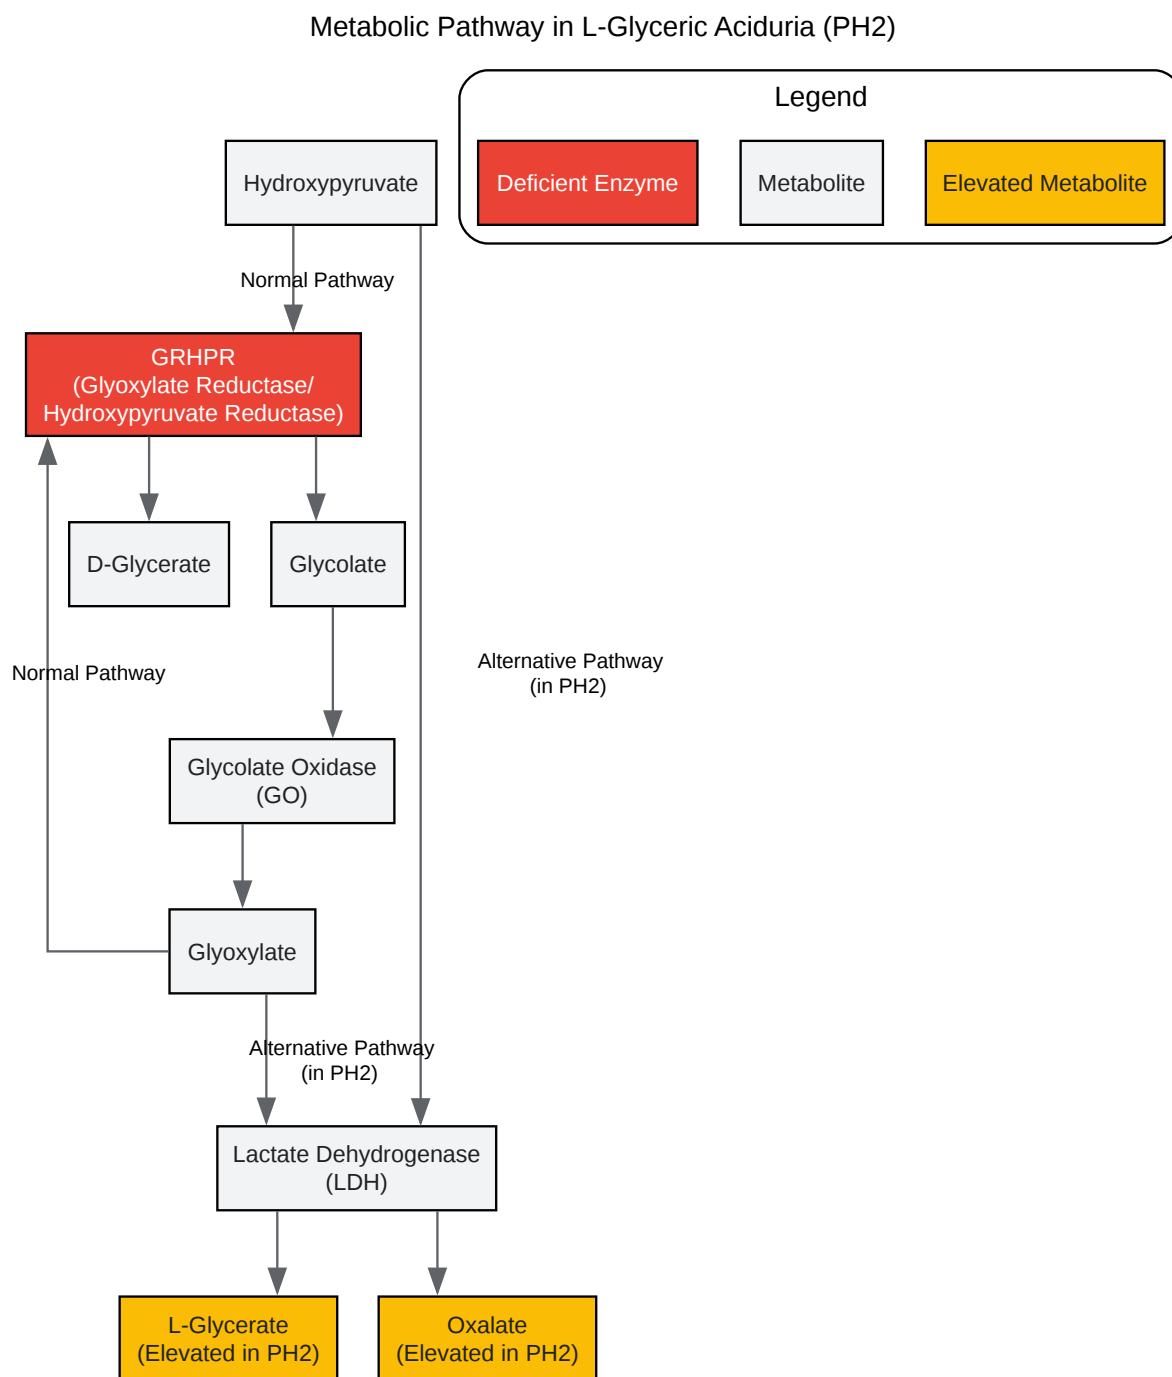 Metabolic Pathway in L-Glyceric Aciduria (PH2)
Legend
Hydroxypyruvate
Deficient Enzyme
Metabolite
Elevated Metabolite
Normal Pathway
GRHPR
(Glyoxylate Reductase/
Hydroxypyruvate Reductase)
D-Glycerate
Glycolate
Normal Pathway
Alternative Pathway
(in PH2)
Glycolate Oxidase
(GO)
Glyoxylate
Alternative Pathway
(in PH2)
Lactate Dehydrogenase
(LDH)
L-Glycerate
(Elevated in PH2)
Oxalate
(Elevated in PH2)